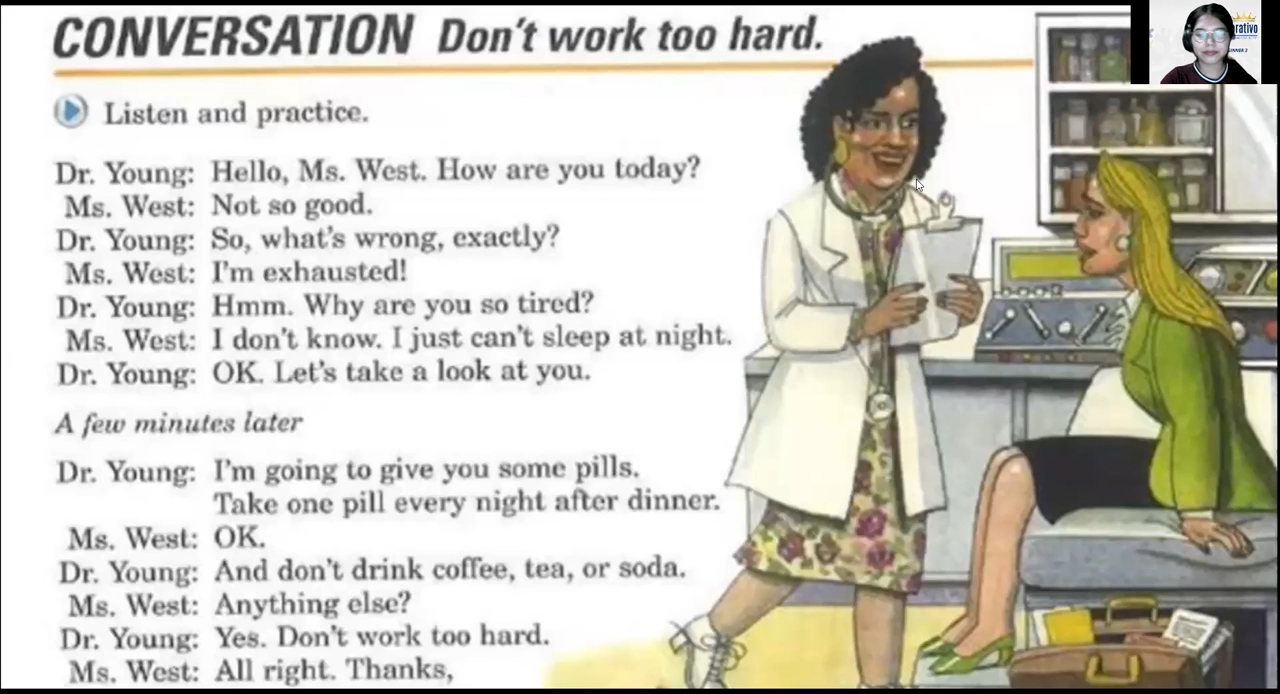 CONVERSATION Don't work too hard.
Listen and practice.
Dr. Young: Hello, Ms. West. How are you today?
Ms. West: Not so good.
Dr. Young: So, what's wrong, exactly?
Ms. West: I'm exhausted!
Dr. Young: Hmm. Why are you so tired?
Ms. West: I don't know. I just can't sleep at night.
Dr. Young: OK. Let's take a look at you.
A few minutes later
Dr. Young: I'm going to give you some pills.
Take one pill every night after dinner.
Ms. West: OK.
Dr. Young: And don't drink coffee, tea, or soda.
Ms. West: Anything else?
Dr. Young: Yes. Don't work too hard.
Ms. West: All right. Thanks,